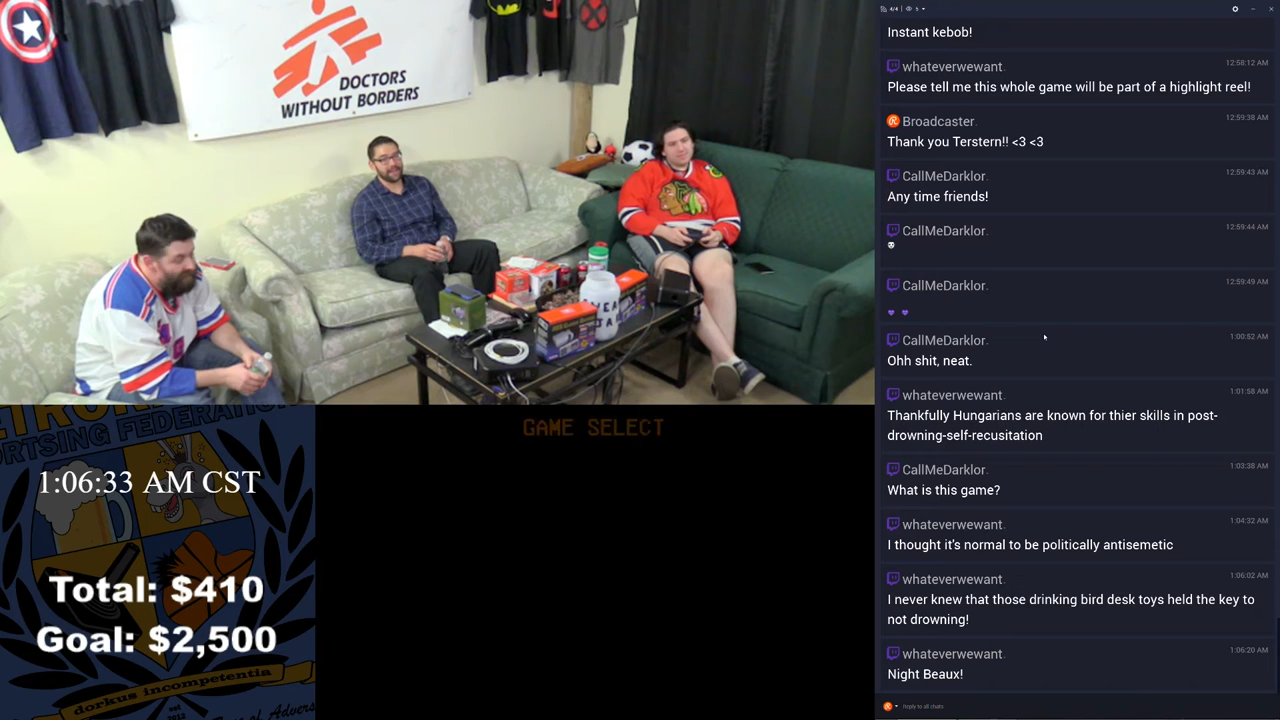 DOCTORS
WITHOUT BORDERS
GAME SELECT
1:06:33 AM CST
Total: $410
Goal: $2,500
dorkus incompetentia
4/4
Instant kebob!
whateverwewant.
12:58:12 AM
Please tell me this whole game will be part of a highlight reel!
Broadcaster.
12:59:38 AM
Thank you Terstern!! <3 <3
CallMeDarklor.
12:59:43 AM
Any time friends!
CallMeDarklor.
12:59:44 AM
CallMeDarklor.
12:59:49 AM
CallMeDarklor.
1:00:52 AM
Ohh shit, neat.
whateverwewant.
1:01:58 AM
Thankfully Hungarians are known for thier skills in post-
drowning-self-recusitation
CallMeDarklor.
1:03:38 AM
What is this game?
whateverwewant.
1:04:32 AM
I thought it's normal to be politically antisemetic
whateverwewant.
1:06:02 AM
I never knew that those drinking bird desk toys held the key to
not drowning!
whateverwewant.
1:06:20 AM
Night Beaux!
Reply to all chats